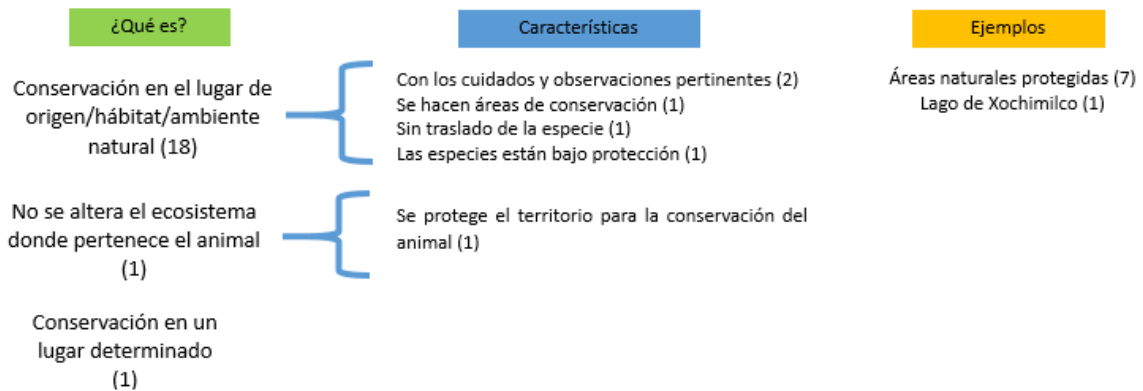 ¿Qué es?
Características
Ejemplos
Conservación en el lugar de
origen/hábitat/ambiente
natural (18)
Con los cuidados y observaciones pertinentes (2)
Se hacen áreas de conservación (1)
Sin traslado de la especie (1)
Las especies están bajo protección (1)
Áreas naturales protegidas (7)
Lago de Xochimilco (1)
No se altera el ecosistema
donde pertenece el animal
(1)
Se protege el territorio para la conservación del
animal (1)
Conservación en un
lugar determinado
(1)